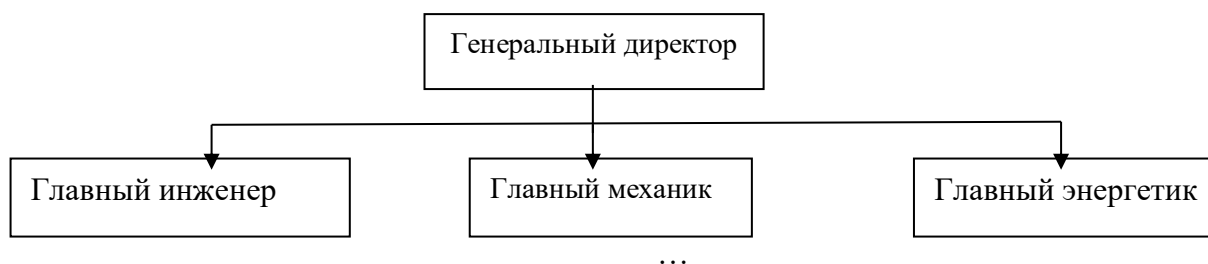 Генеральный директор
Главный инженер
Главный механик
Главный энергетик
…